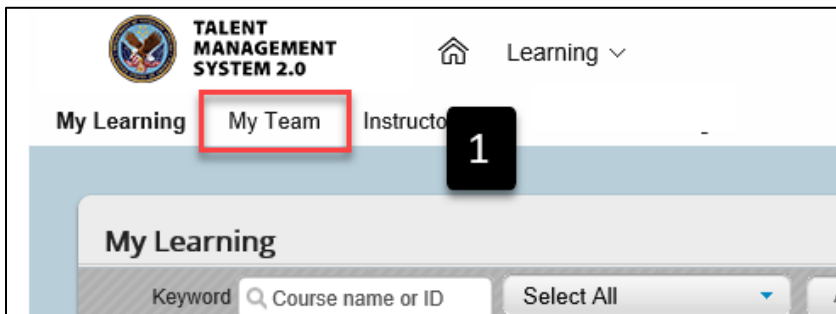 TALENT
MANAGEMENT
SYSTEM 2.0
Learning
My Learning My Team Instructo
1
My Learning
Keyword Course name or ID Select All